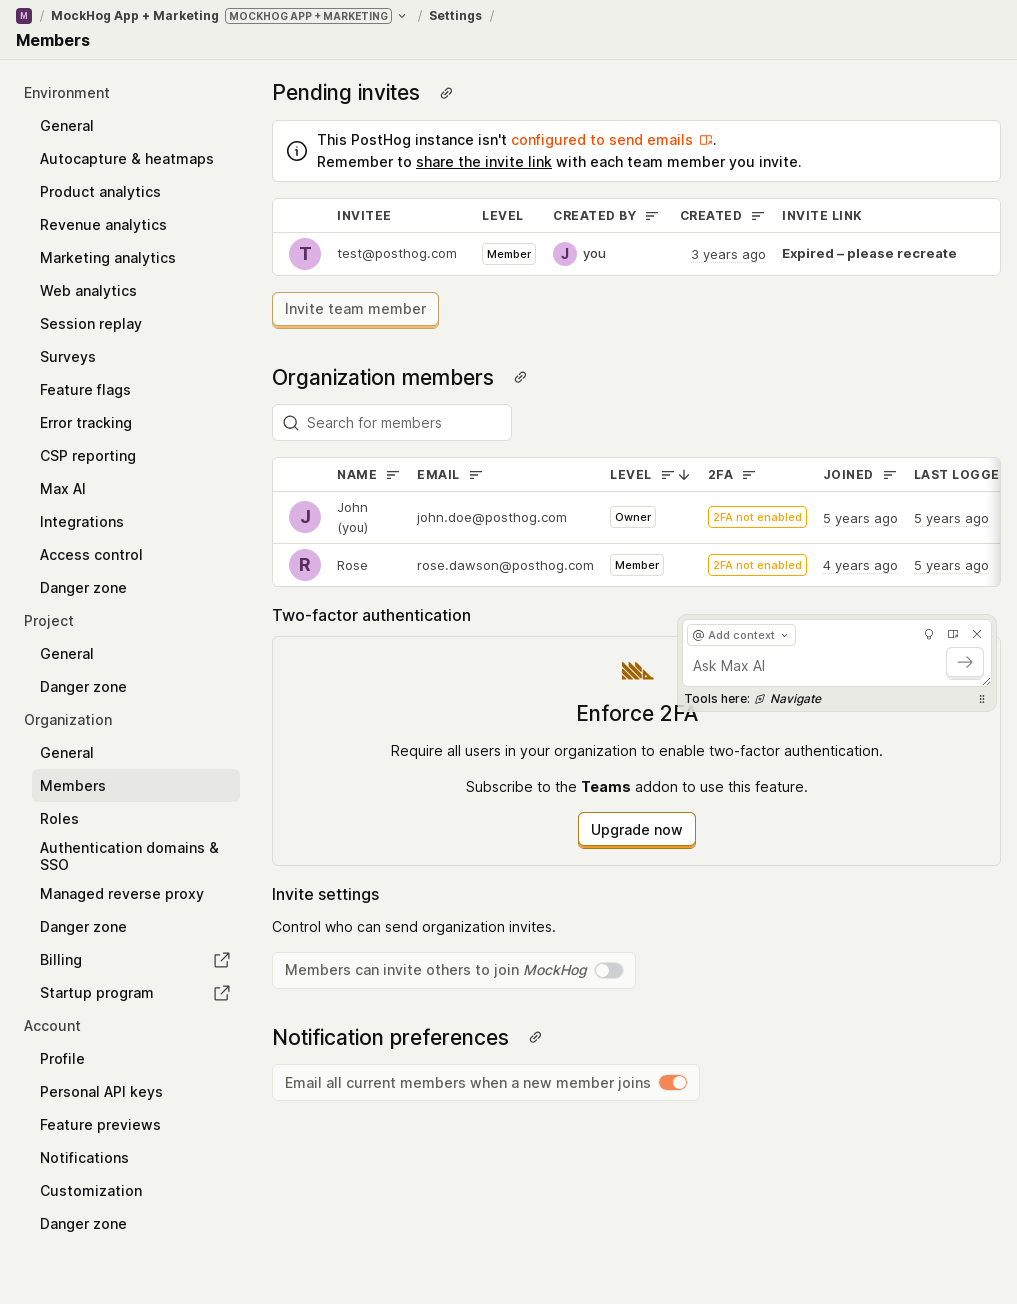 M / MockHog App + Marketing MOCKHOG APP + MARKETING / Settings /
Members
Environment
General
Autocapture & heatmaps
Product analytics
Revenue analytics
Marketing analytics
Web analytics
Session replay
Surveys
Feature flags
Error tracking
CSP reporting
Max AI
Integrations
Access control
Danger zone
Project
General
Danger zone
Organization
General
Members
Roles
Authentication domains &
SSO
Managed reverse proxy
Danger zone
Billing
Startup program
Account
Profile
Personal API keys
Feature previews
Notifications
Customization
Danger zone
Pending invites
This PostHog instance isn't configured to send emails.
Remember to share the invite link with each team member you invite.
INVITEE LEVEL CREATED BY CREATED INVITE LINK
T test@posthog.com Member J you 3 years ago Expired – please recreate
Invite team member
Organization members
Search for members
NAME EMAIL LEVEL 2FA JOINED LAST LOGGE
J John (you) john.doe@posthog.com Owner 2FA not enabled 5 years ago 5 years ago
R Rose rose.dawson@posthog.com Member 2FA not enabled 4 years ago 5 years ago
Two-factor authentication
@ Add context
Ask Max AI
Tools here: Navigate
Enforce 2FA
Require all users in your organization to enable two-factor authentication.
Subscribe to the Teams addon to use this feature.
Upgrade now
Invite settings
Control who can send organization invites.
Members can invite others to join MockHog
Notification preferences
Email all current members when a new member joins